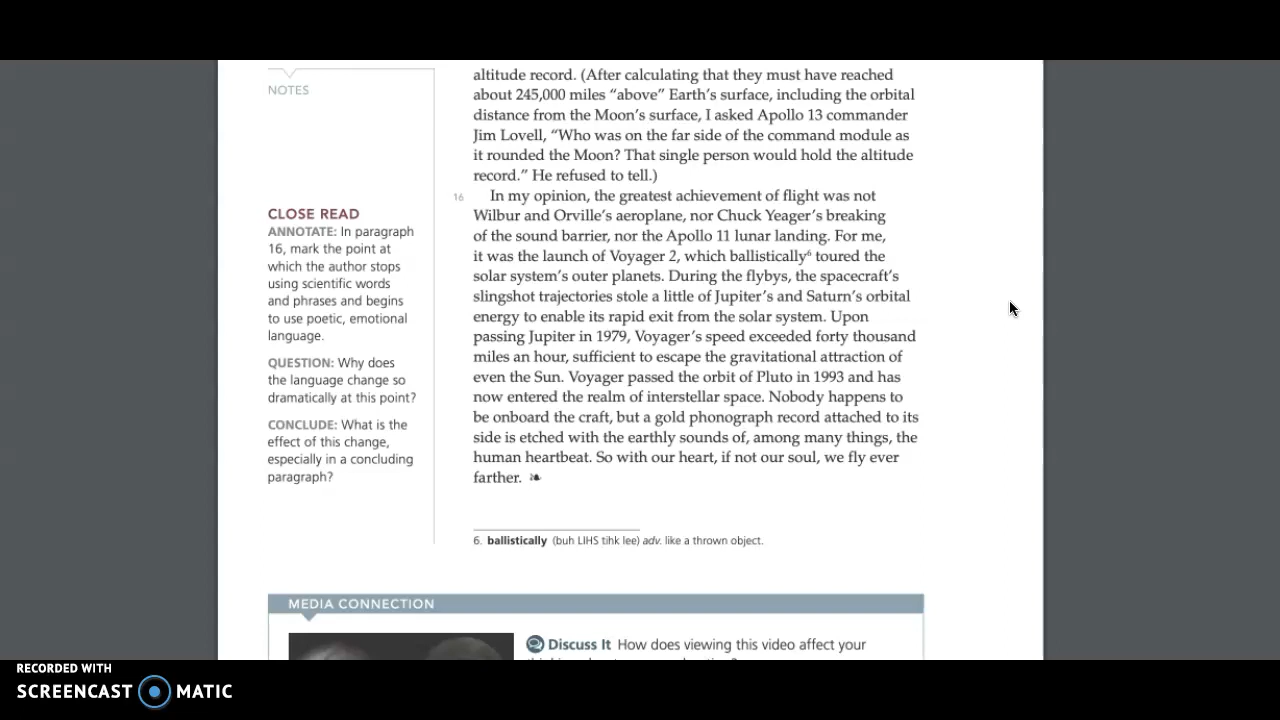 NOTES
CLOSE READ
ANNOTATE: In paragraph
16, mark the point at
which the author stops
using scientific words
and phrases and begins
to use poetic, emotional
language.
QUESTION: Why does
the language change so
dramatically at this point?
CONCLUDE: What is the
effect of this change,
especially in a concluding
paragraph?
altitude record. (After calculating that they must have reached
about 245,000 miles “above” Earth’s surface, including the orbital
distance from the Moon’s surface, I asked Apollo 13 commander
Jim Lovell, “Who was on the far side of the command module as
it rounded the Moon? That single person would hold the altitude
record.” He refused to tell.)
16 In my opinion, the greatest achievement of flight was not
Wilbur and Orville’s aeroplane, nor Chuck Yeager’s breaking
of the sound barrier, nor the Apollo 11 lunar landing. For me,
it was the launch of Voyager 2, which ballistically⁶ toured the
solar system’s outer planets. During the flybys, the spacecraft’s
slingshot trajectories stole a little of Jupiter’s and Saturn’s orbital
energy to enable its rapid exit from the solar system. Upon
passing Jupiter in 1979, Voyager’s speed exceeded forty thousand
miles an hour, sufficient to escape the gravitational attraction of
even the Sun. Voyager passed the orbit of Pluto in 1993 and has
now entered the realm of interstellar space. Nobody happens to
be onboard the craft, but a gold phonograph record attached to its
side is etched with the earthly sounds of, among many things, the
human heartbeat. So with our heart, if not our soul, we fly ever
farther. ❧
6. ballistically (buh LIHS tihk lee) adv. like a thrown object.
MEDIA CONNECTION
Discuss It How does viewing this video affect your
RECORDED WITH
SCREENCAST MATIC